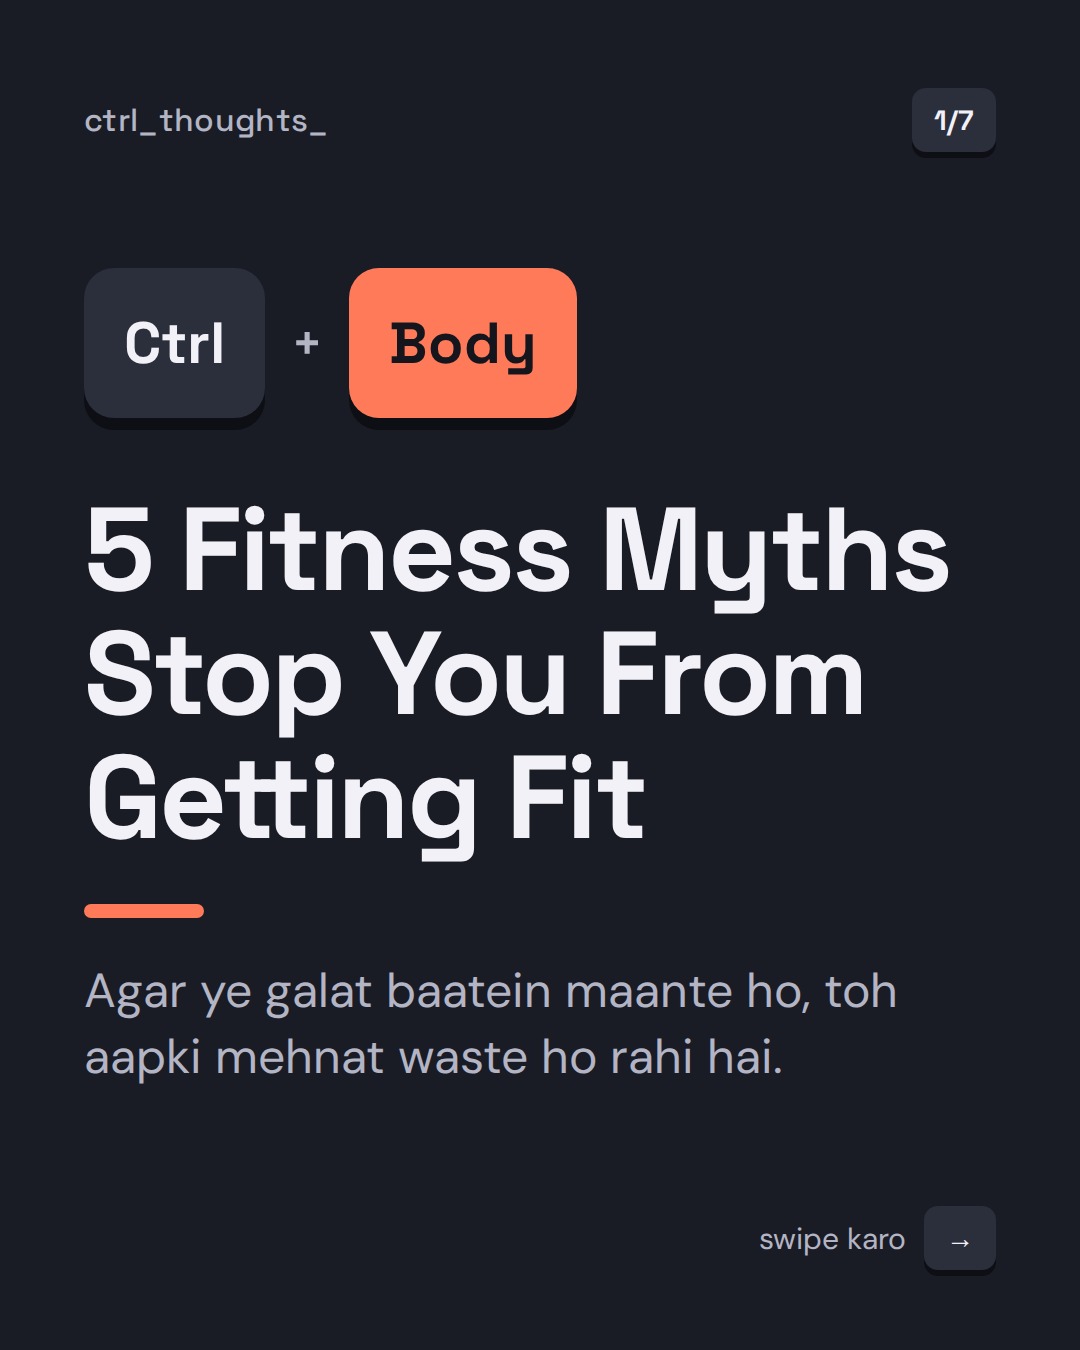 ctrl_thoughts_
1/7
Ctrl + Body
5 Fitness Myths
Stop You From
Getting Fit
Agar ye galat baatein maante ho, toh
aapki mehnat waste ho rahi hai.
swipe karo →